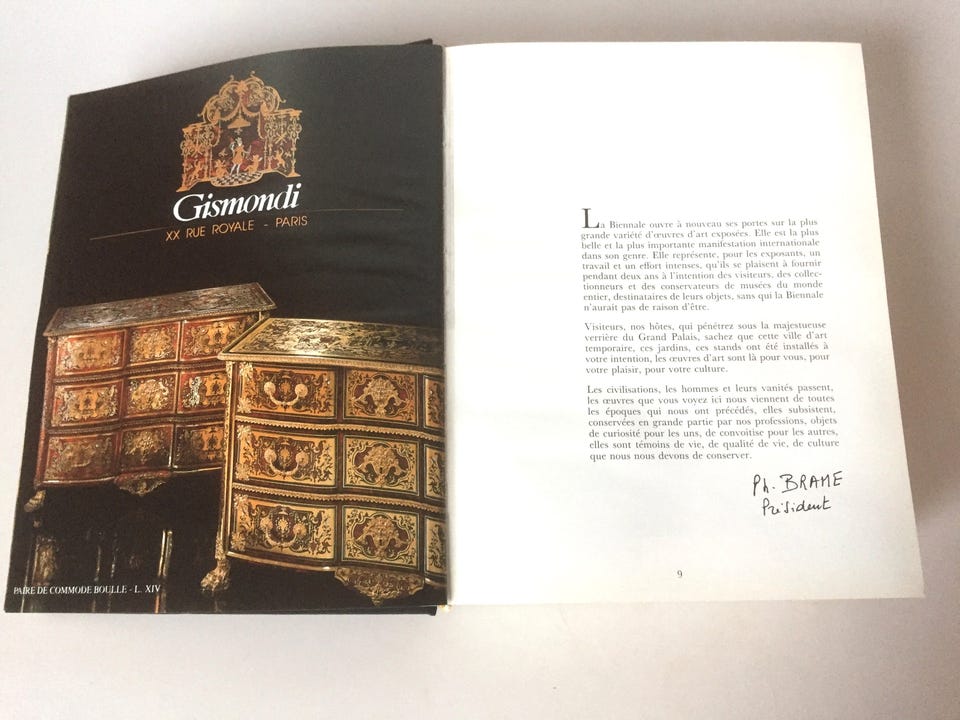 Gismondi
XX RUE ROYALE - PARIS
PAIRE DE COMMODE BOULLE - L. XIV
La Biennale ouvre à nouveau ses portes sur la plus
grande variété d'œuvres d'art exposées. Elle est la plus
belle et la plus importante manifestation internationale
dans son genre. Elle représente, pour les exposants, un
travail et un effort intenses, qu'ils se plaisent à fournir
pendant deux ans à l'intention des visiteurs, des collec-
tionneurs et des conservateurs de musées du monde
entier, destinataires de leurs objets, sans qui la Biennale
n'aurait pas de raison d'être.
Visiteurs, nos hôtes, qui pénétrez sous la majestueuse
verrière du Grand Palais, sachez que cette ville d'art
temporaire, ces jardins, ces stands ont été installés à
votre intention, les œuvres d'art sont là pour vous, pour
votre plaisir, pour votre culture.
Les civilisations, les hommes et leurs vanités passent,
les œuvres que vous voyez ici nous viennent de toutes
les époques qui nous ont précédés, elles subsistent,
conservées en grande partie par nos professions, objets
de curiosité pour les uns, de convoitise pour les autres,
elles sont témoins de vie, de qualité de vie, de culture
que nous nous devons de conserver.
Ph. BRAME
Président
9